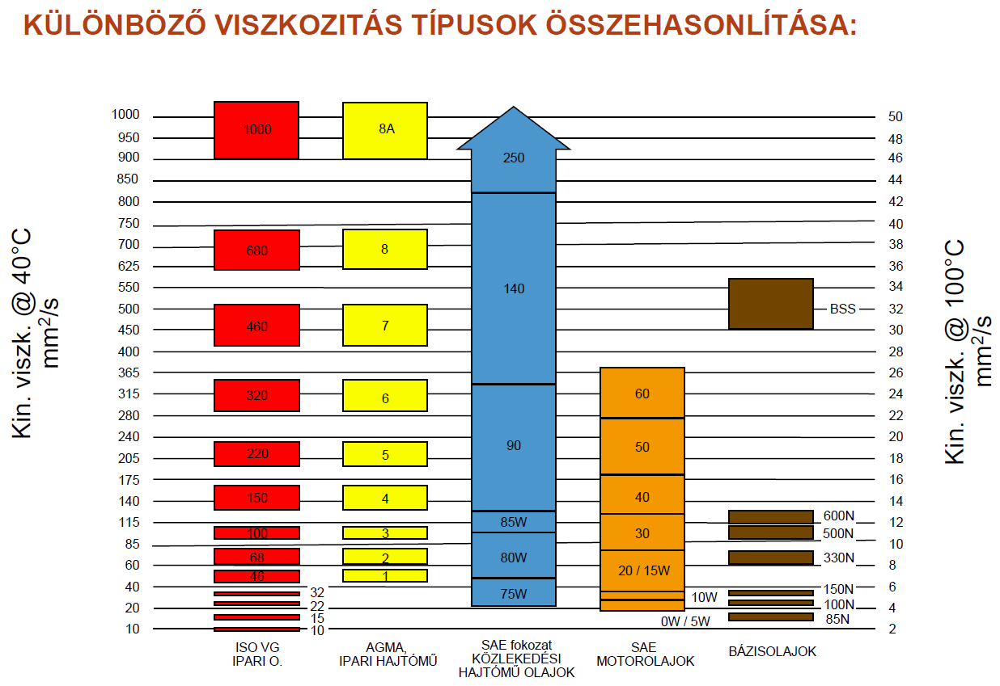 KÜLÖNBÖZŐ VISZKOZITÁS TÍPUSOK ÖSSZEHASONLÍTÁSA:
Kin. viszk. @ 40°C
mm²/s
1000
950
900
850
800
750
700
625
550
500
450
400
365
315
280
240
205
175
140
115
85
60
40
20
10
1000
680
460
320
220
150
100
68
46
32
22
15
10
ISO VG
IPARI O.
8A
8
7
6
5
4
3
2
1
AGMA,
IPARI HAJTÓMŰ
250
140
90
85W
80W
75W
SAE fokozat
KÖZLEKEDÉSI
HAJTÓMŰ OLAJOK
60
50
40
30
20 / 15W
10W
0W / 5W
SAE
MOTOROLAJOK
BSS
600N
500N
330N
150N
100N
85N
BÁZISOLAJOK
50
48
46
44
42
40
38
36
34
32
30
28
26
24
22
20
18
16
14
12
10
8
6
4
2
Kin. viszk. @ 100°C
mm²/s